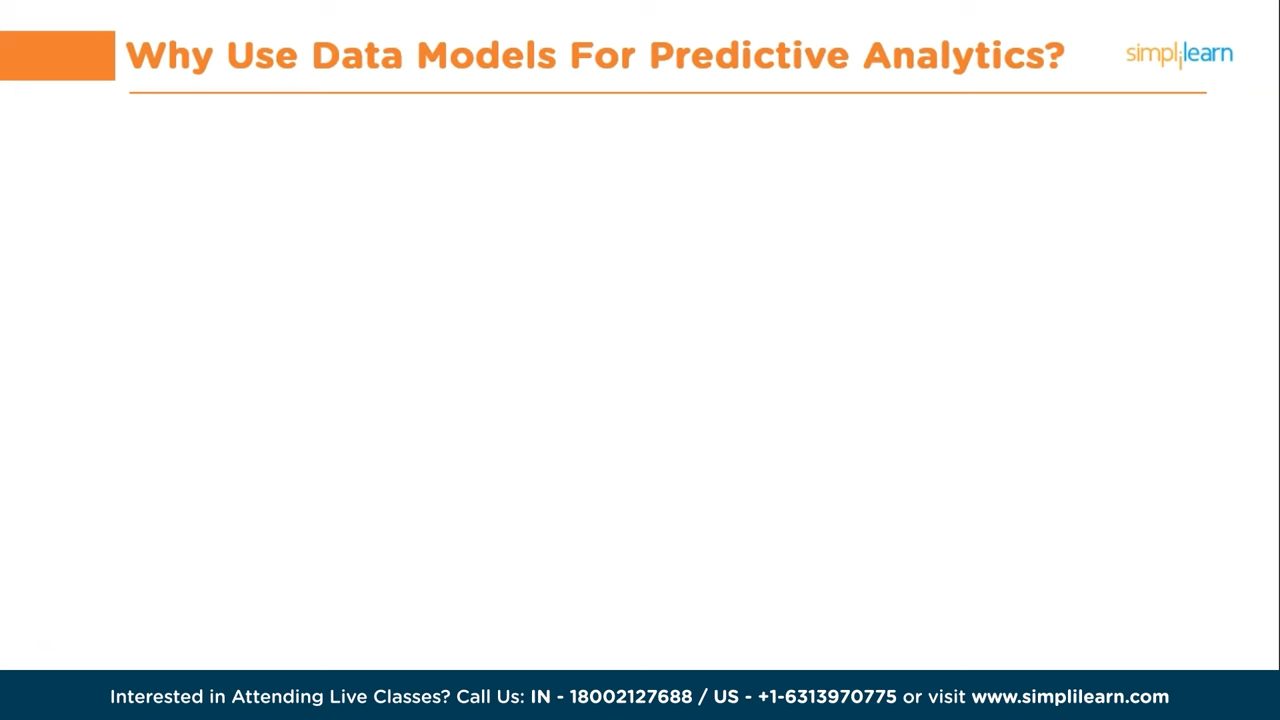 Why Use Data Models For Predictive Analytics?
simplilearn
Interested in Attending Live Classes? Call Us: IN - 18002127688 / US - +1-6313970775 or visit www.simplilearn.com